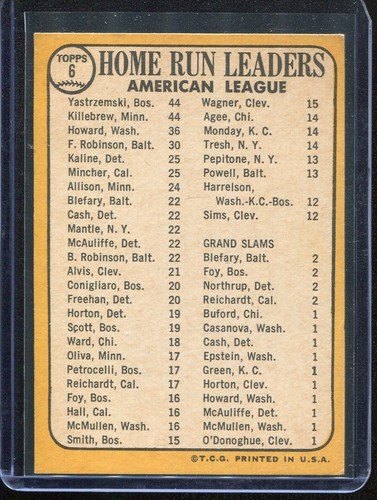 TOPPS
6
HOME RUN LEADERS
AMERICAN LEAGUE
Yastrzemski, Bos. 44
Killebrew, Minn. 44
Howard, Wash. 36
F. Robinson, Balt. 30
Kaline, Det. 25
Mincher, Cal. 25
Allison, Minn. 24
Blefary, Balt. 22
Cash, Det. 22
Mantle, N. Y. 22
McAuliffe, Det. 22
B. Robinson, Balt. 22
Alvis, Clev. 21
Conigliaro, Bos. 20
Freehan, Det. 20
Horton, Det. 19
Scott, Bos. 19
Ward, Chi. 18
Oliva, Minn. 17
Petrocelli, Bos. 17
Reichardt, Cal. 17
Foy, Bos. 16
Hall, Cal. 16
McMullen, Wash. 16
Smith, Bos. 15
Wagner, Clev. 15
Agee, Chi. 14
Monday, K. C. 14
Tresh, N. Y. 14
Pepitone, N. Y. 13
Powell, Balt. 13
Harrelson,
Wash.-K.C.-Bos. 12
Sims, Clev. 12
GRAND SLAMS
Blefary, Balt. 2
Foy, Bos. 2
Northrup, Det. 2
Reichardt, Cal. 2
Buford, Chi. 1
Casanova, Wash. 1
Cash, Det. 1
Epstein, Wash. 1
Green, K. C. 1
Horton, Clev. 1
Howard, Wash. 1
McAuliffe, Det. 1
McMullen, Wash. 1
O'Donoghue, Clev. 1
©T.C.G. PRINTED IN U.S.A.